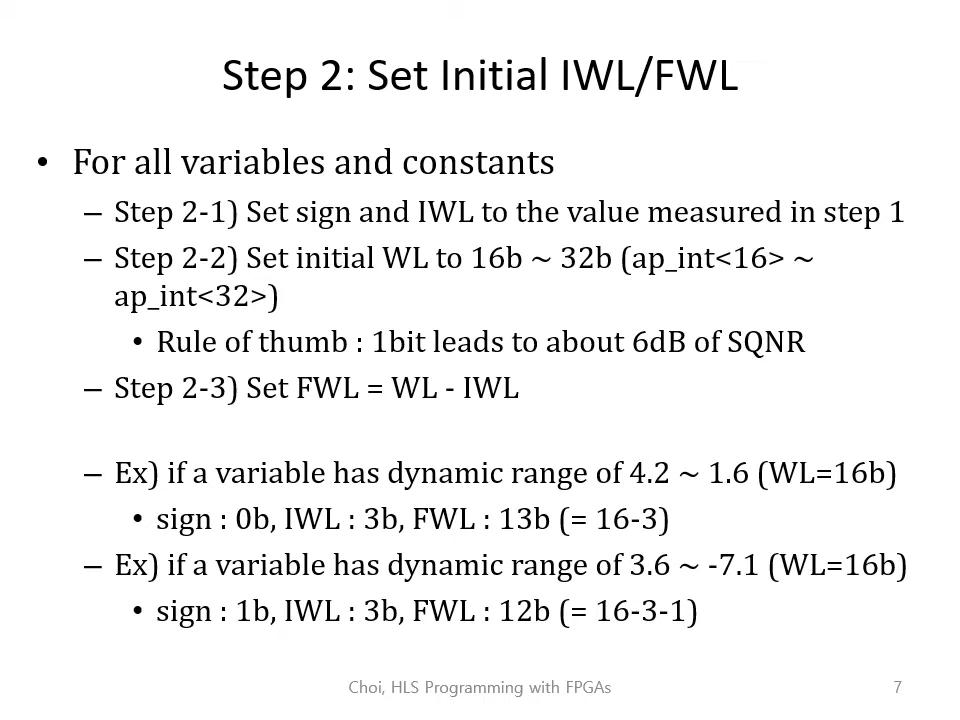 Step 2: Set Initial IWL/FWL
• For all variables and constants
– Step 2-1) Set sign and IWL to the value measured in step 1
– Step 2-2) Set initial WL to 16b ~ 32b (ap_int<16> ~
ap_int<32>)
• Rule of thumb : 1bit leads to about 6dB of SQNR
– Step 2-3) Set FWL = WL - IWL
– Ex) if a variable has dynamic range of 4.2 ~ 1.6 (WL=16b)
• sign : 0b, IWL : 3b, FWL : 13b (= 16-3)
– Ex) if a variable has dynamic range of 3.6 ~ -7.1 (WL=16b)
• sign : 1b, IWL : 3b, FWL : 12b (= 16-3-1)
Choi, HLS Programming with FPGAs
7